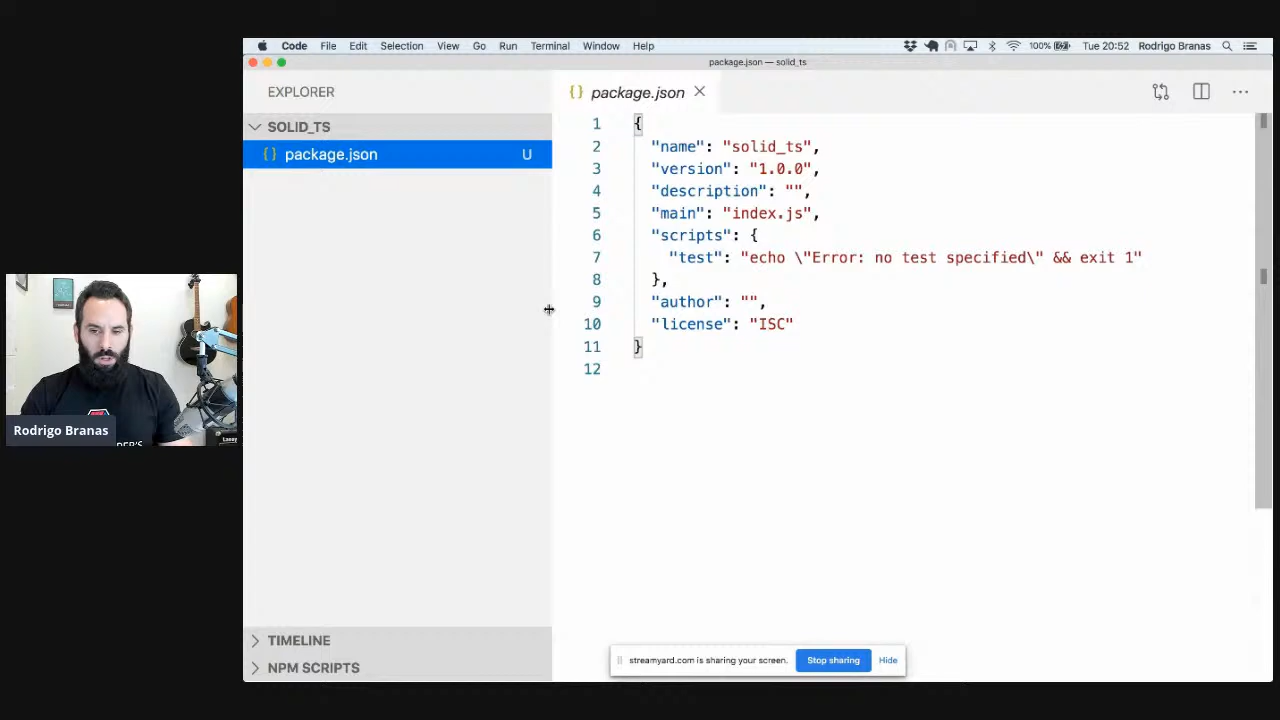 Code File Edit Selection View Go Run Terminal Window Help 100% Tue 20:52 Rodrigo Branas
package.json — solid_ts
EXPLORER
SOLID_TS
{} package.json U
{} package.json
1 {
2 "name": "solid_ts",
3 "version": "1.0.0",
4 "description": "",
5 "main": "index.js",
6 "scripts": {
7 "test": "echo \"Error: no test specified\" && exit 1"
8 },
9 "author": "",
10 "license": "ISC"
11 }
12
Rodrigo Branas
TIMELINE
NPM SCRIPTS
streamyard.com is sharing your screen. Stop sharing Hide